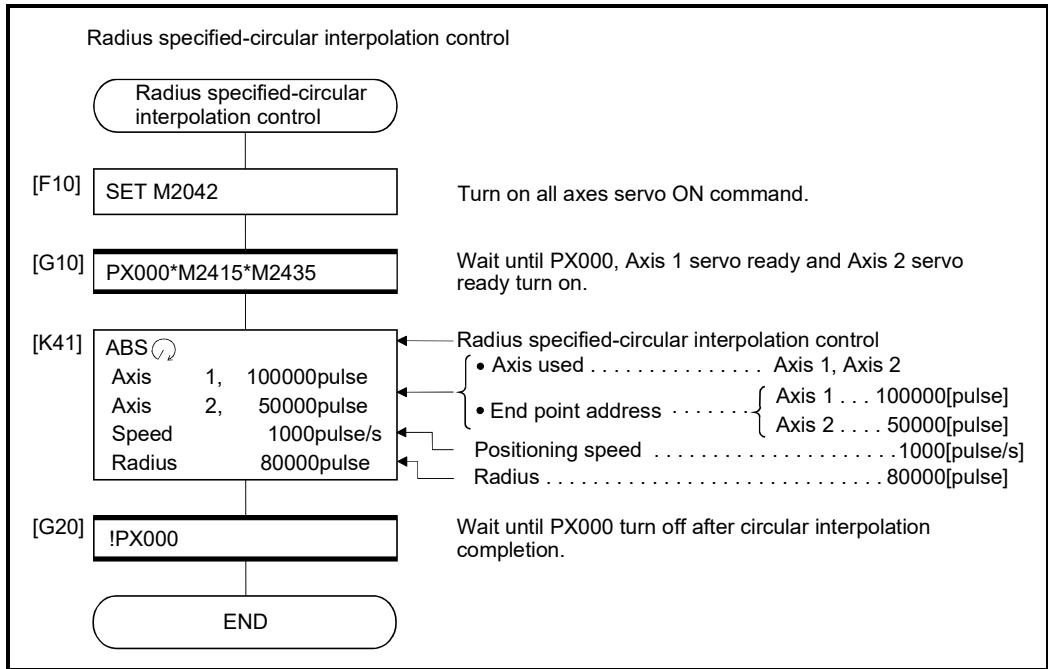 Radius specified-circular interpolation control
Radius specified-circular
interpolation control
[F10] SET M2042 Turn on all axes servo ON command.
[G10] PX000*M2415*M2435 Wait until PX000, Axis 1 servo ready and Axis 2 servo
ready turn on.
[K41] ABS Radius specified-circular interpolation control
Axis 1, 100000pulse
Axis 2, 50000pulse
Speed 1000pulse/s
Radius 80000pulse
• Axis used . . . . . . . . . . . . . . . Axis 1, Axis 2
• End point address . . . . . . . Axis 1 . . . 100000[pulse]
Axis 2 . . . . 50000[pulse]
Positioning speed . . . . . . . . . . . . . . . . . . . . . 1000[pulse/s]
Radius . . . . . . . . . . . . . . . . . . . . . . . . . . . . . 80000[pulse]
[G20] !PX000 Wait until PX000 turn off after circular interpolation
completion.
END